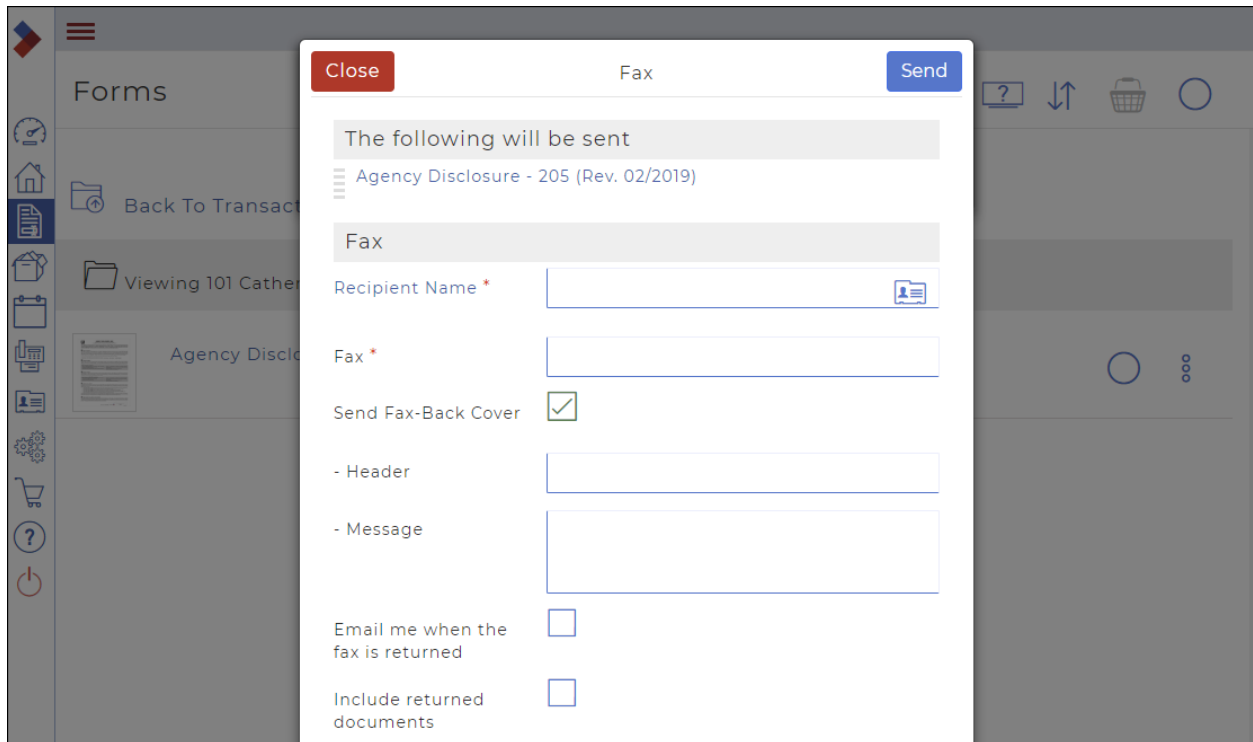 Close
Fax
Send
Forms
?
The following will be sent
Agency Disclosure - 205 (Rev. 02/2019)
Back To Transact
Fax
Viewing 101 Cather
Recipient Name *
Agency Disclo
Fax *
Send Fax-Back Cover
- Header
- Message
?
Email me when the
fax is returned
Include returned
documents